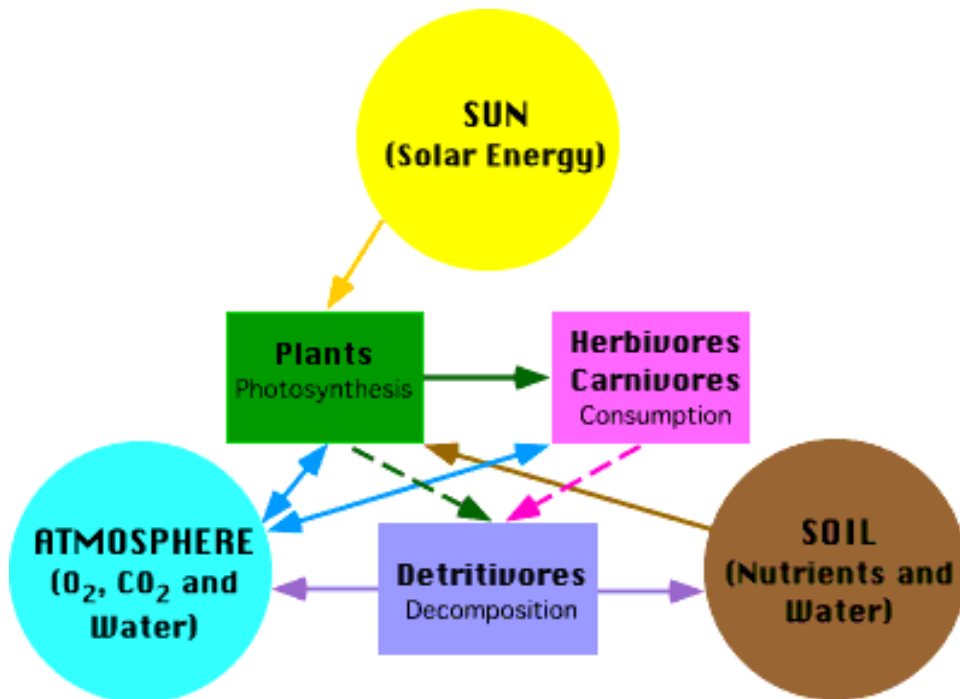 SUN
(Solar Energy)
Plants
Photosynthesis
Herbivores
Carnivores
Consumption
ATMOSPHERE
(O₂, CO₂ and
Water)
Detritivores
Decomposition
SOIL
(Nutrients and
Water)